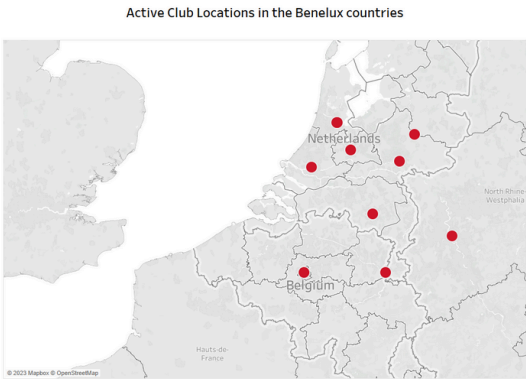 Active Club Locations in the Benelux countries
Netherlands
North Rhine-
Westphalia
Belgium
Hauts-de-
France
© 2023 Mapbox © OpenStreetMap